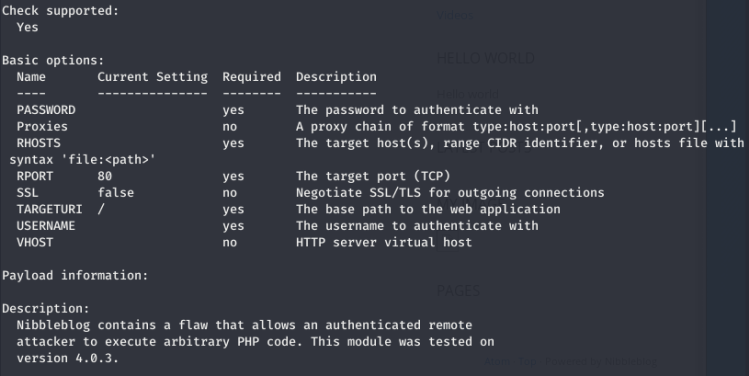 Check supported:
Yes
HELLO WORLD
Basic options:
Name Current Setting Required Description
---- --------------- -------- -----------
PASSWORD yes The password to authenticate with
Proxies no A proxy chain of format type:host:port[,type:host:port][...]
RHOSTS yes The target host(s), range CIDR identifier, or hosts file with
syntax 'file:<path>'
RPORT 80 yes The target port (TCP)
SSL false no Negotiate SSL/TLS for outgoing connections
TARGETURI / yes The base path to the web application
USERNAME yes The username to authenticate with
VHOST no HTTP server virtual host
Payload information:
PAGES
Description:
Nibbleblog contains a flaw that allows an authenticated remote
attacker to execute arbitrary PHP code. This module was tested on
version 4.0.3.